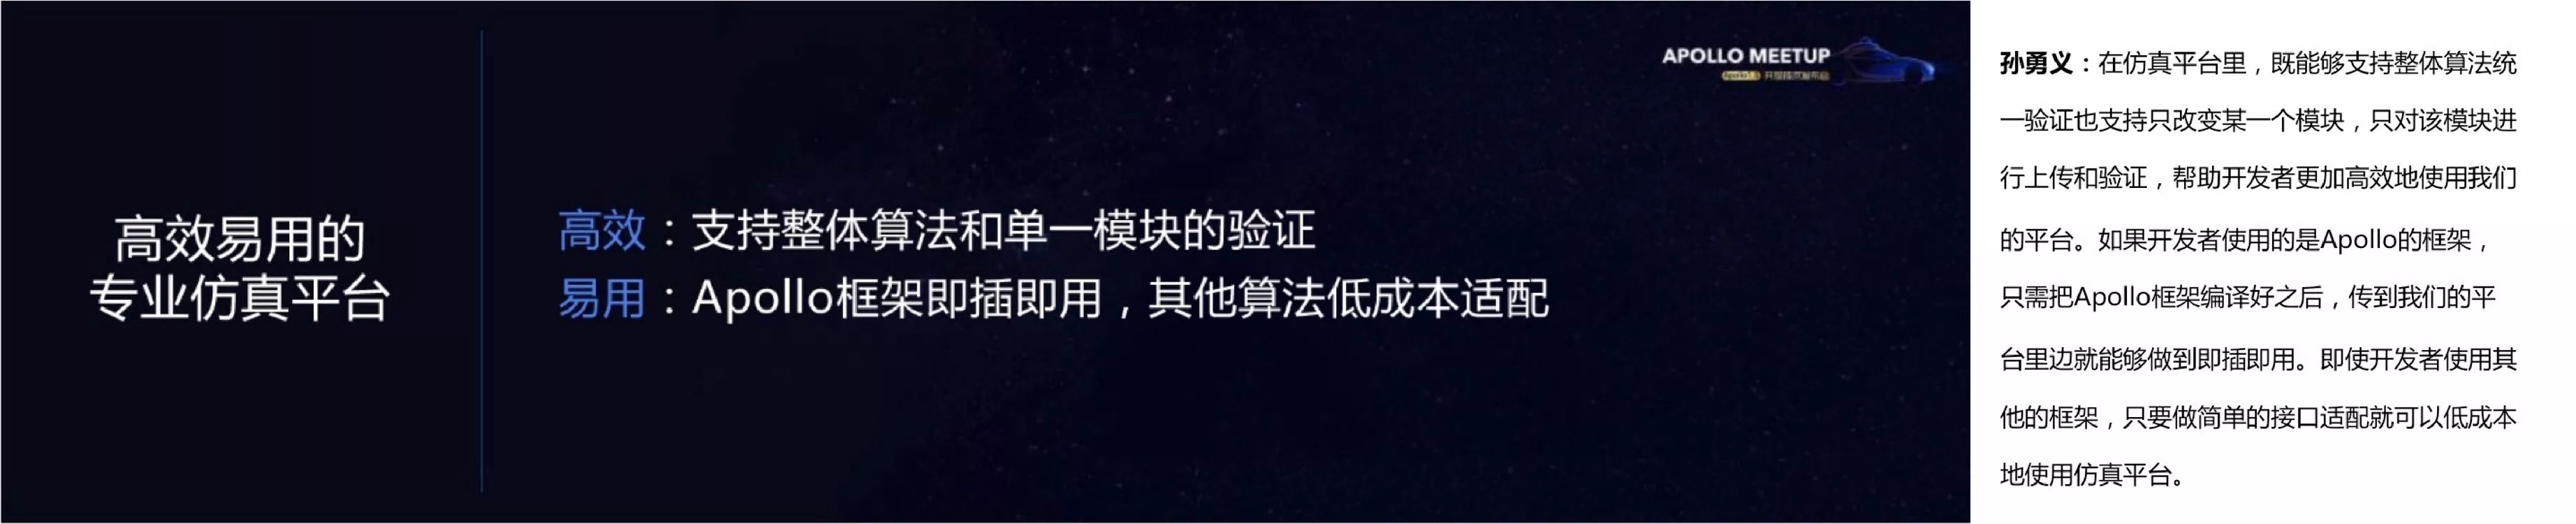 高效易用的
专业仿真平台
APOLLO MEETUP
高效：支持整体算法和单一模块的验证
易用：Apollo框架即插即用，其他算法低成本适配
孙勇义：在仿真平台里，既能够支持整体算法统
一验证也支持只改变某一个模块，只对该模块进
行上传和验证，帮助开发者更加高效地使用我们
的平台。如果开发者使用的是Apollo的框架，
只需把Apollo框架编译好之后，传到我们的平
台里边就能够做到即插即用。即使开发者使用其
他的框架，只要做简单的接口适配就可以低成本
地使用仿真平台。